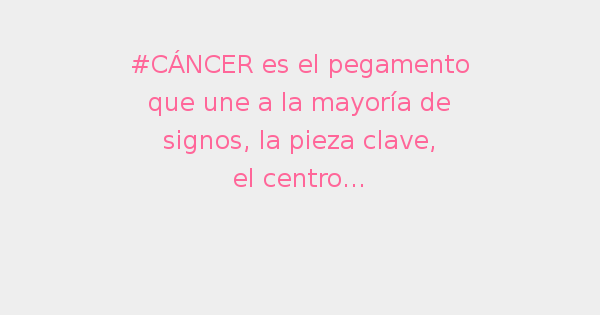 #CÁNCER es el pegamento
que une a la mayoría de
signos, la pieza clave,
el centro...